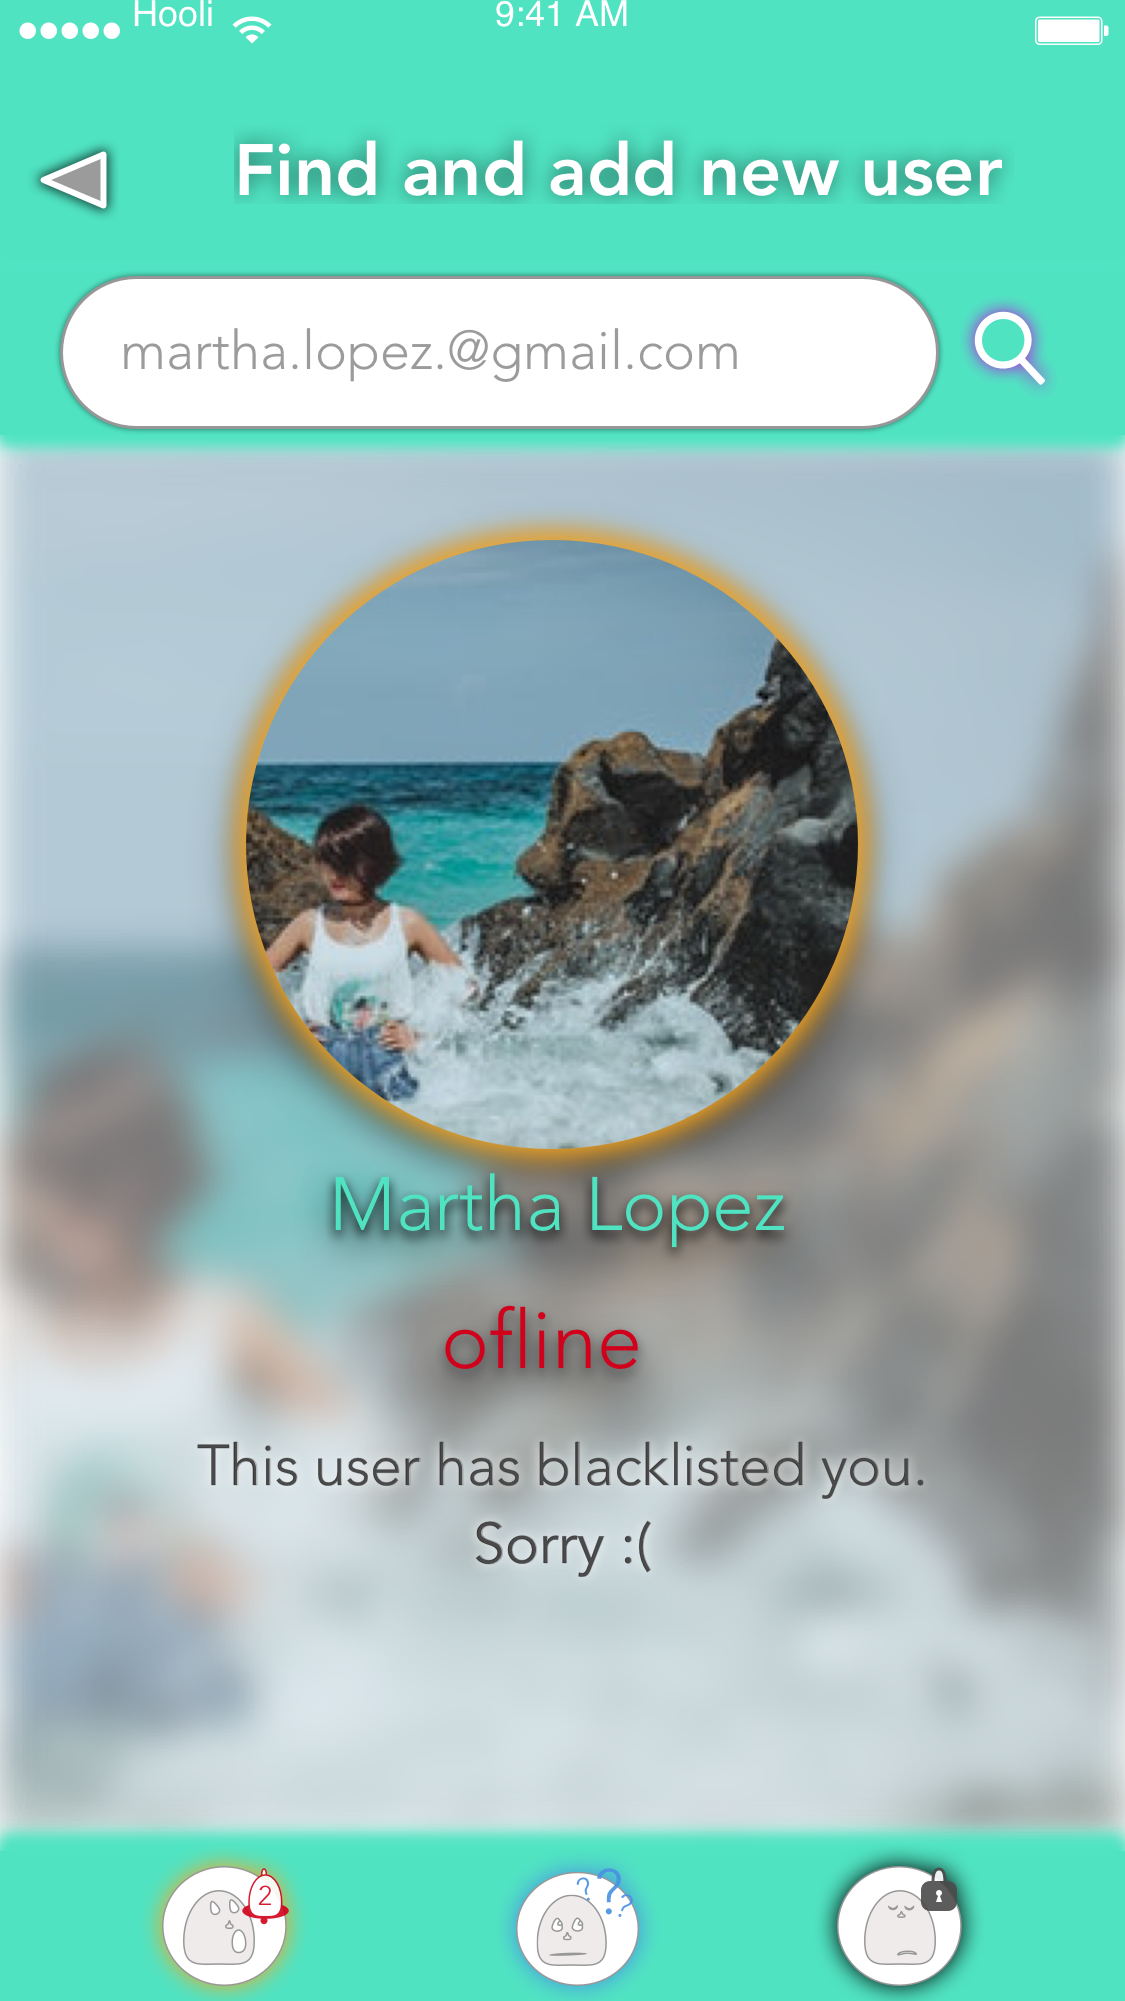 Hooli 9:41 AM
Find and add new user
martha.lopez.@gmail.com
Martha Lopez
ofline
This user has blacklisted you.
Sorry :(
2 ???